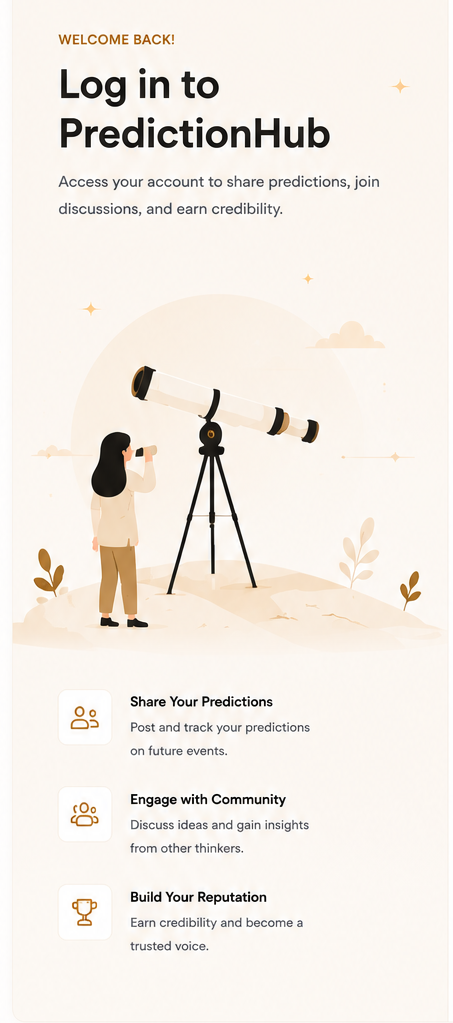 WELCOME BACK!
Log in to
PredictionHub
Access your account to share predictions, join
discussions, and earn credibility.
Share Your Predictions
Post and track your predictions
on future events.
Engage with Community
Discuss ideas and gain insights
from other thinkers.
Build Your Reputation
Earn credibility and become a
trusted voice.